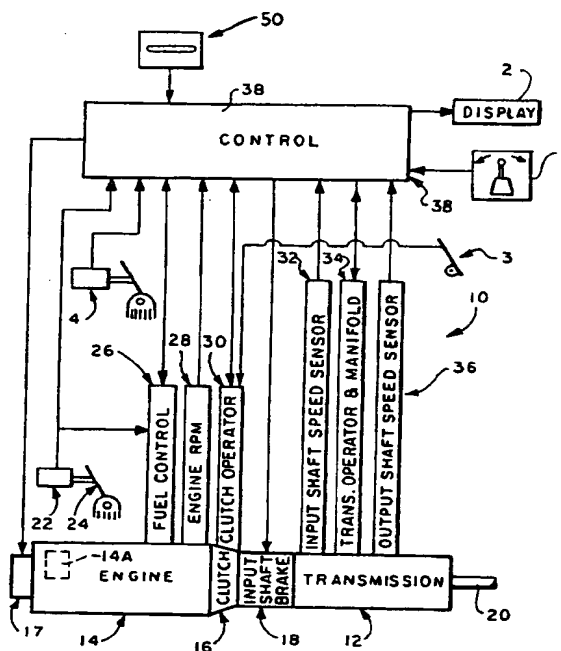 50
38
CONTROL
2
DISPLAY
38
3
4
32
34
10
26
28
30
36
FUEL CONTROL
ENGINE RPM
CLUTCH OPERATOR
INPUT SHAFT SPEED SENSOR
TRANS. OPERATOR & MANIFOLD
OUTPUT SHAFT SPEED SENSOR
22
24
14A
ENGINE
CLUTCH
INPUT
SHAFT
BRAKE
TRANSMISSION
20
17
14
16
18
12